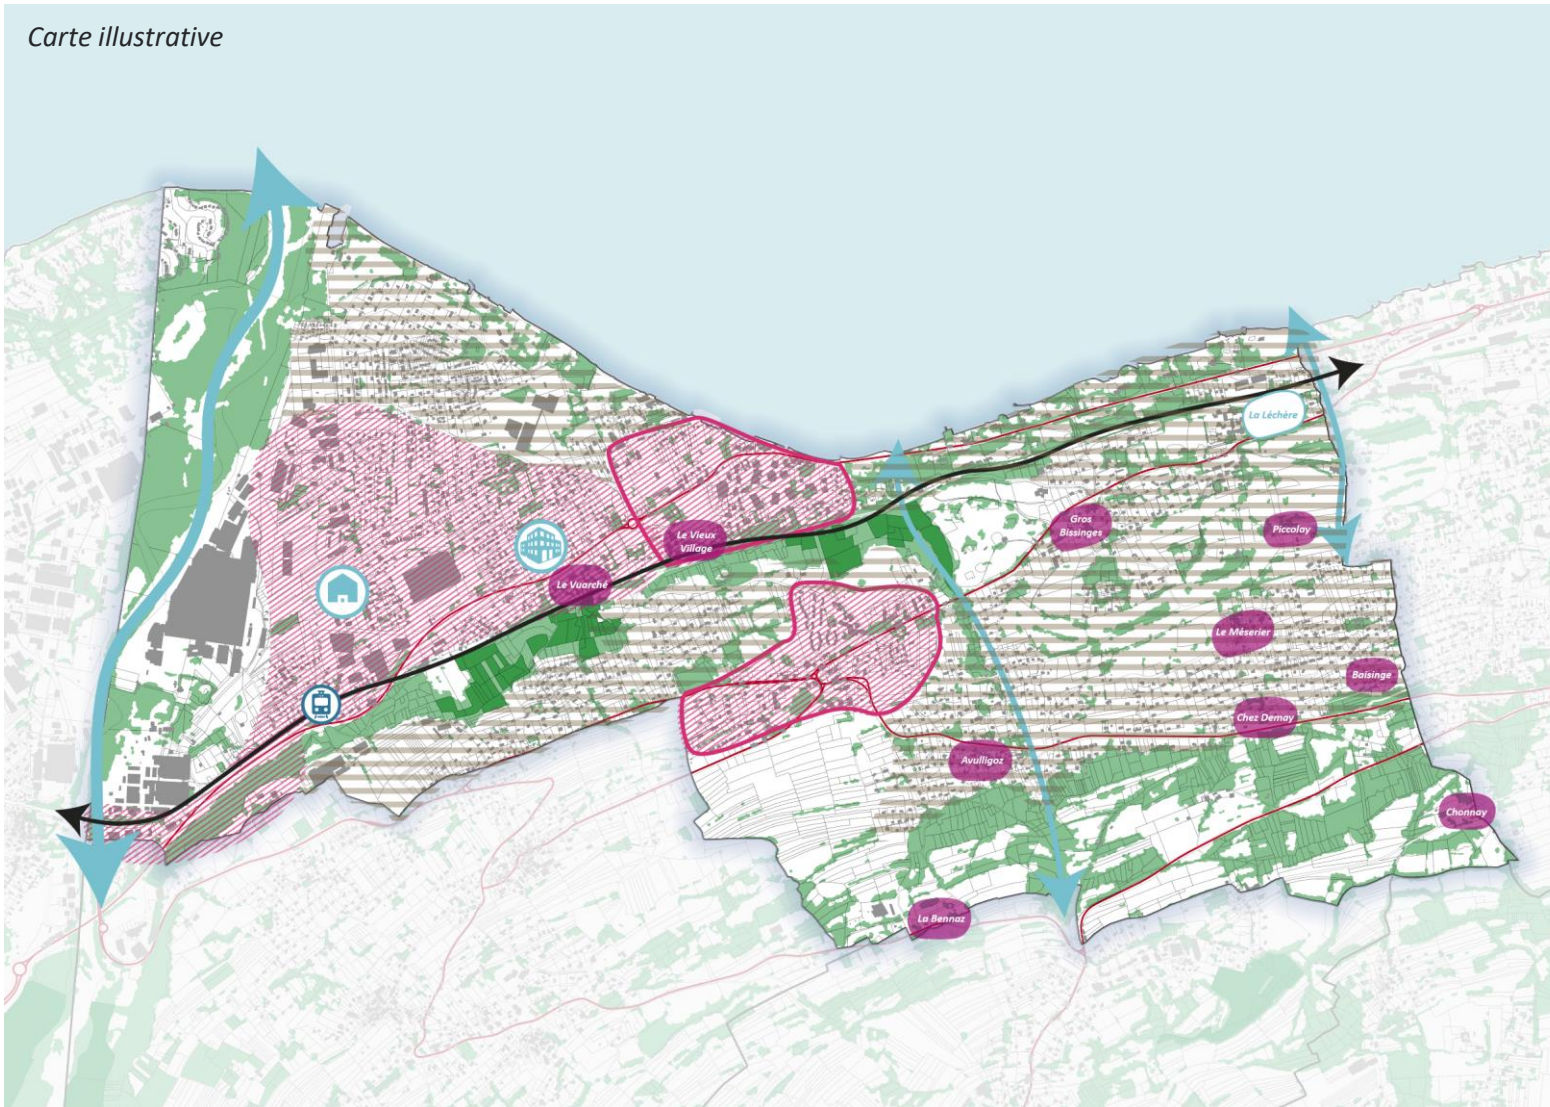 Carte illustrative
La Léchère
Gros
Bissinges
Piccolay
Le Vieux
Village
Le Vuarché
Le Méserier
Baisinge
Chez Demay
Avulligoz
Chonnay
La Bennaz